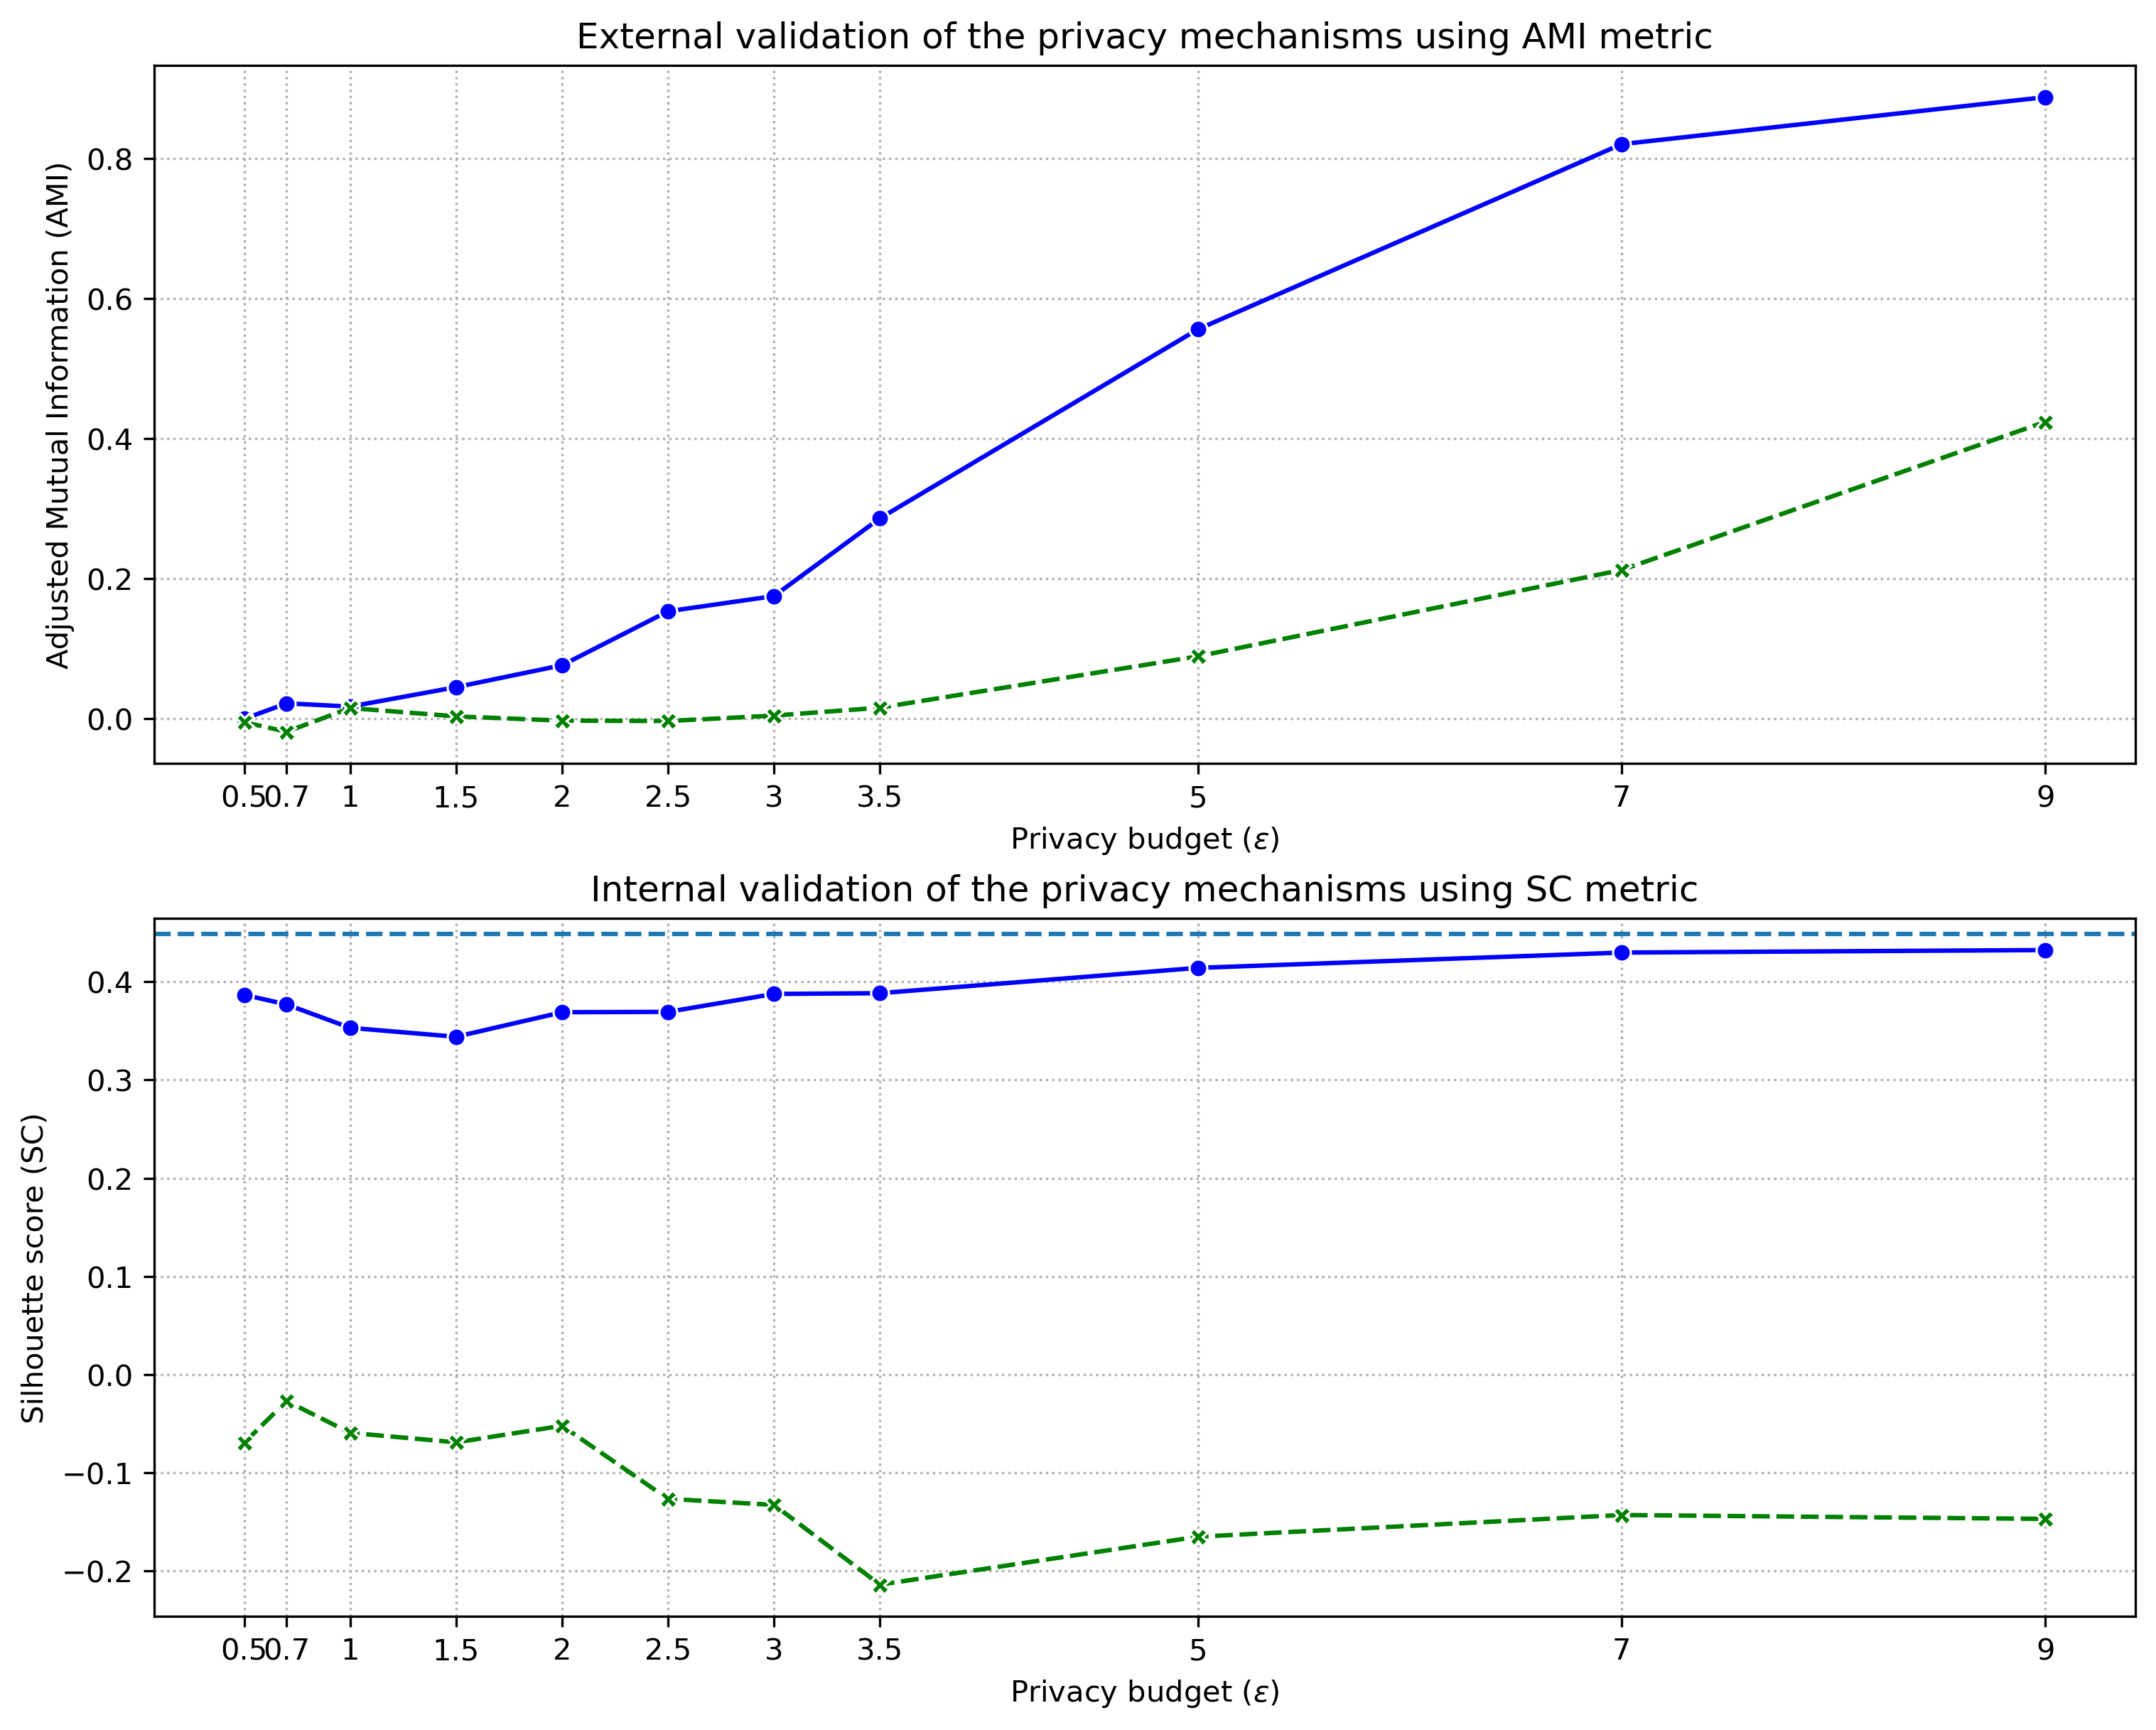 External validation of the privacy mechanisms using AMI metric
Adjusted Mutual Information (AMI)
0.8
0.6
0.4
0.2
0.0
0.5 0.7 1 1.5 2 2.5 3 3.5 5 7 9
Privacy budget (ε)
Internal validation of the privacy mechanisms using SC metric
Silhouette score (SC)
0.4
0.3
0.2
0.1
0.0
−0.1
−0.2
0.5 0.7 1 1.5 2 2.5 3 3.5 5 7 9
Privacy budget (ε)